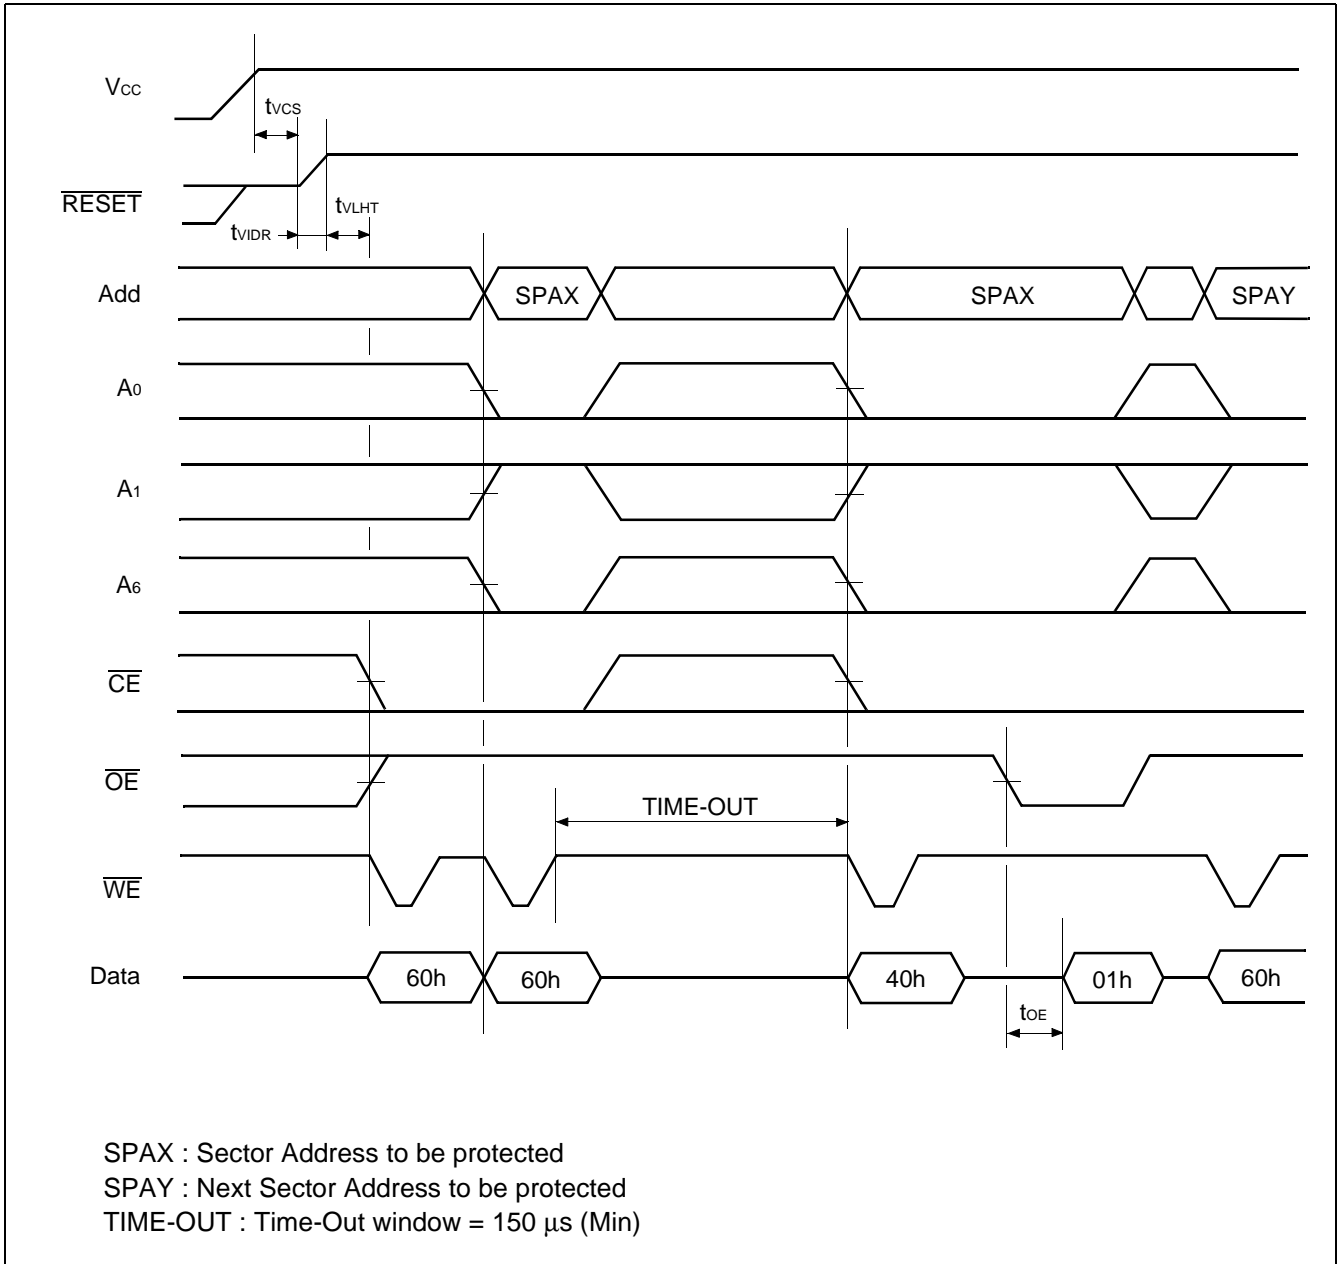 Vcc
tVCS
RESET
tVLHT
tVIDR
Add
SPAX
SPAX
SPAY
A0
A1
A6
CE
OE
TIME-OUT
WE
Data
60h
60h
40h
01h
60h
tOE
SPAX : Sector Address to be protected
SPAY : Next Sector Address to be protected
TIME-OUT : Time-Out window = 150 μs (Min)